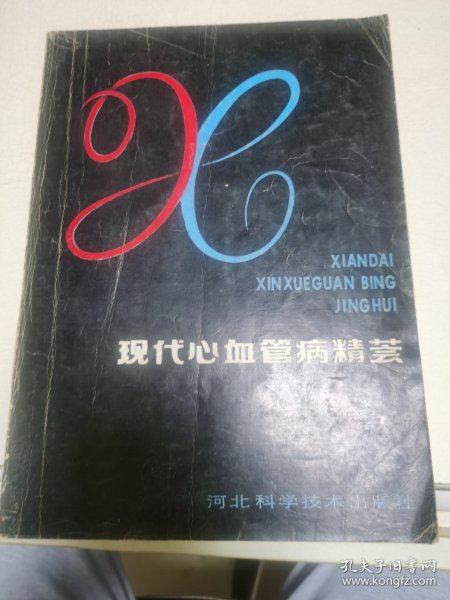 XIANDAI
XINXUEGUAN BING
JINGHUI
现代心血管病精荟
河北科学技术出版社
孔夫子旧书网
www.kongfz.com